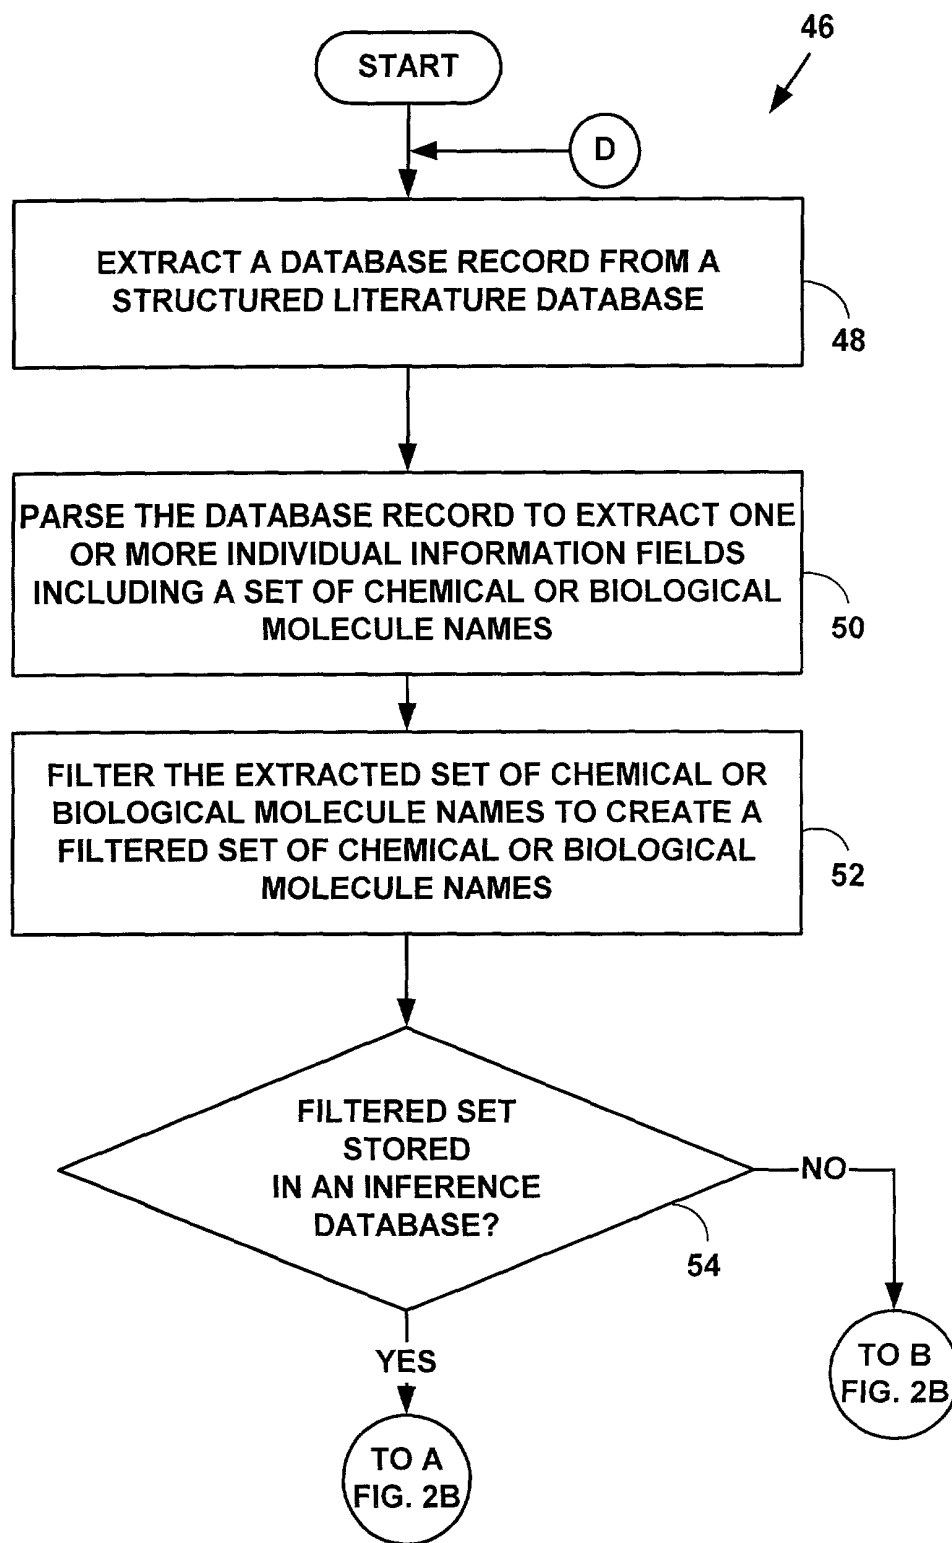 46
START
D
EXTRACT A DATABASE RECORD FROM A
STRUCTURED LITERATURE DATABASE
48
PARSE THE DATABASE RECORD TO EXTRACT ONE
OR MORE INDIVIDUAL INFORMATION FIELDS
INCLUDING A SET OF CHEMICAL OR BIOLOGICAL
MOLECULE NAMES
50
FILTER THE EXTRACTED SET OF CHEMICAL OR
BIOLOGICAL MOLECULE NAMES TO CREATE A
FILTERED SET OF CHEMICAL OR BIOLOGICAL
MOLECULE NAMES
52
FILTERED SET
STORED
IN AN INFERENCE
DATABASE?
NO
54
YES
TO B
FIG. 2B
TO A
FIG. 2B